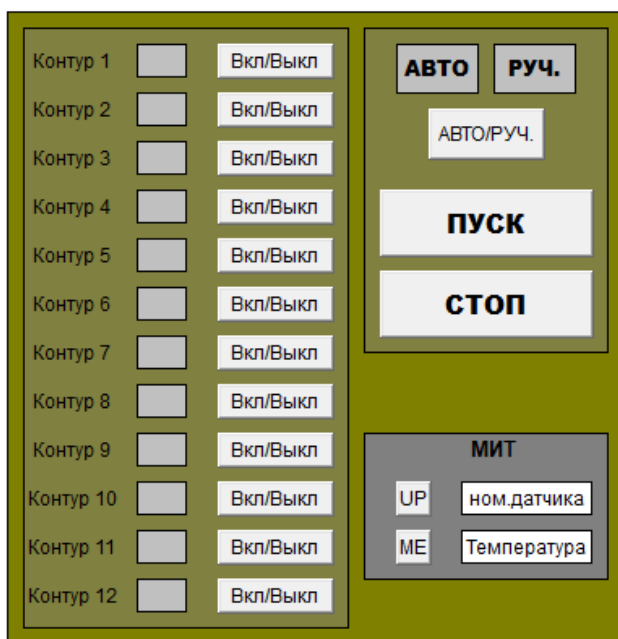 Контур 1 Вкл/Выкл
Контур 2 Вкл/Выкл
Контур 3 Вкл/Выкл
Контур 4 Вкл/Выкл
Контур 5 Вкл/Выкл
Контур 6 Вкл/Выкл
Контур 7 Вкл/Выкл
Контур 8 Вкл/Выкл
Контур 9 Вкл/Выкл
Контур 10 Вкл/Выкл
Контур 11 Вкл/Выкл
Контур 12 Вкл/Выкл
АВТО РУЧ.
АВТО/РУЧ.
ПУСК
СТОП
МИТ
UP ном.датчика
ME Температура